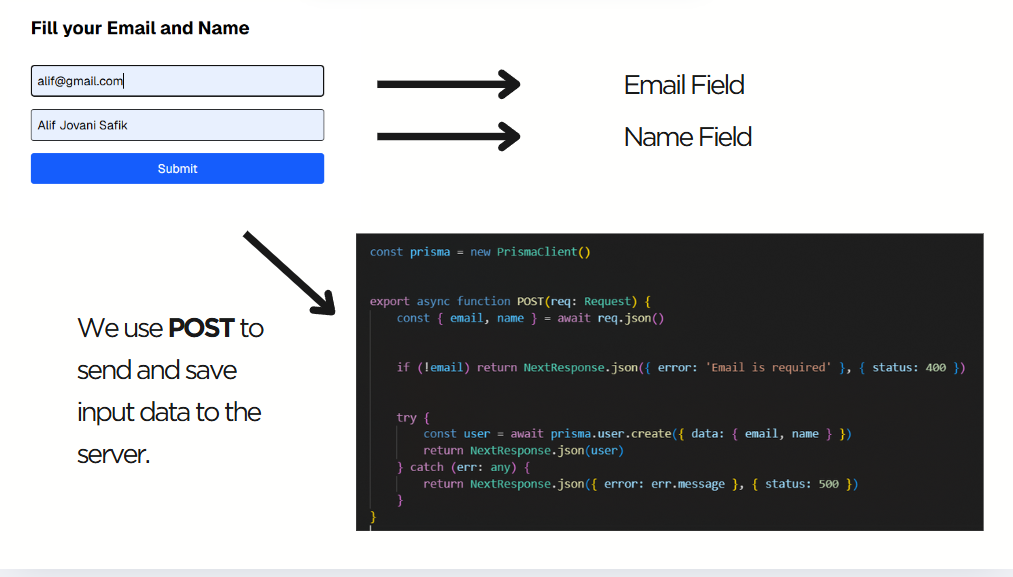 Fill your Email and Name
alif@gmail.com
Email Field
Alif Jovani Safik
Name Field
Submit
We use POST to
send and save
input data to the
server.
const prisma = new PrismaClient()
export async function POST(req: Request) {
const { email, name } = await req.json()
if (!email) return NextResponse.json({ error: 'Email is required' }, { status: 400 })
try {
const user = await prisma.user.create({ data: { email, name } })
return NextResponse.json(user)
} catch (err: any) {
return NextResponse.json({ error: err.message }, { status: 500 })
}
}